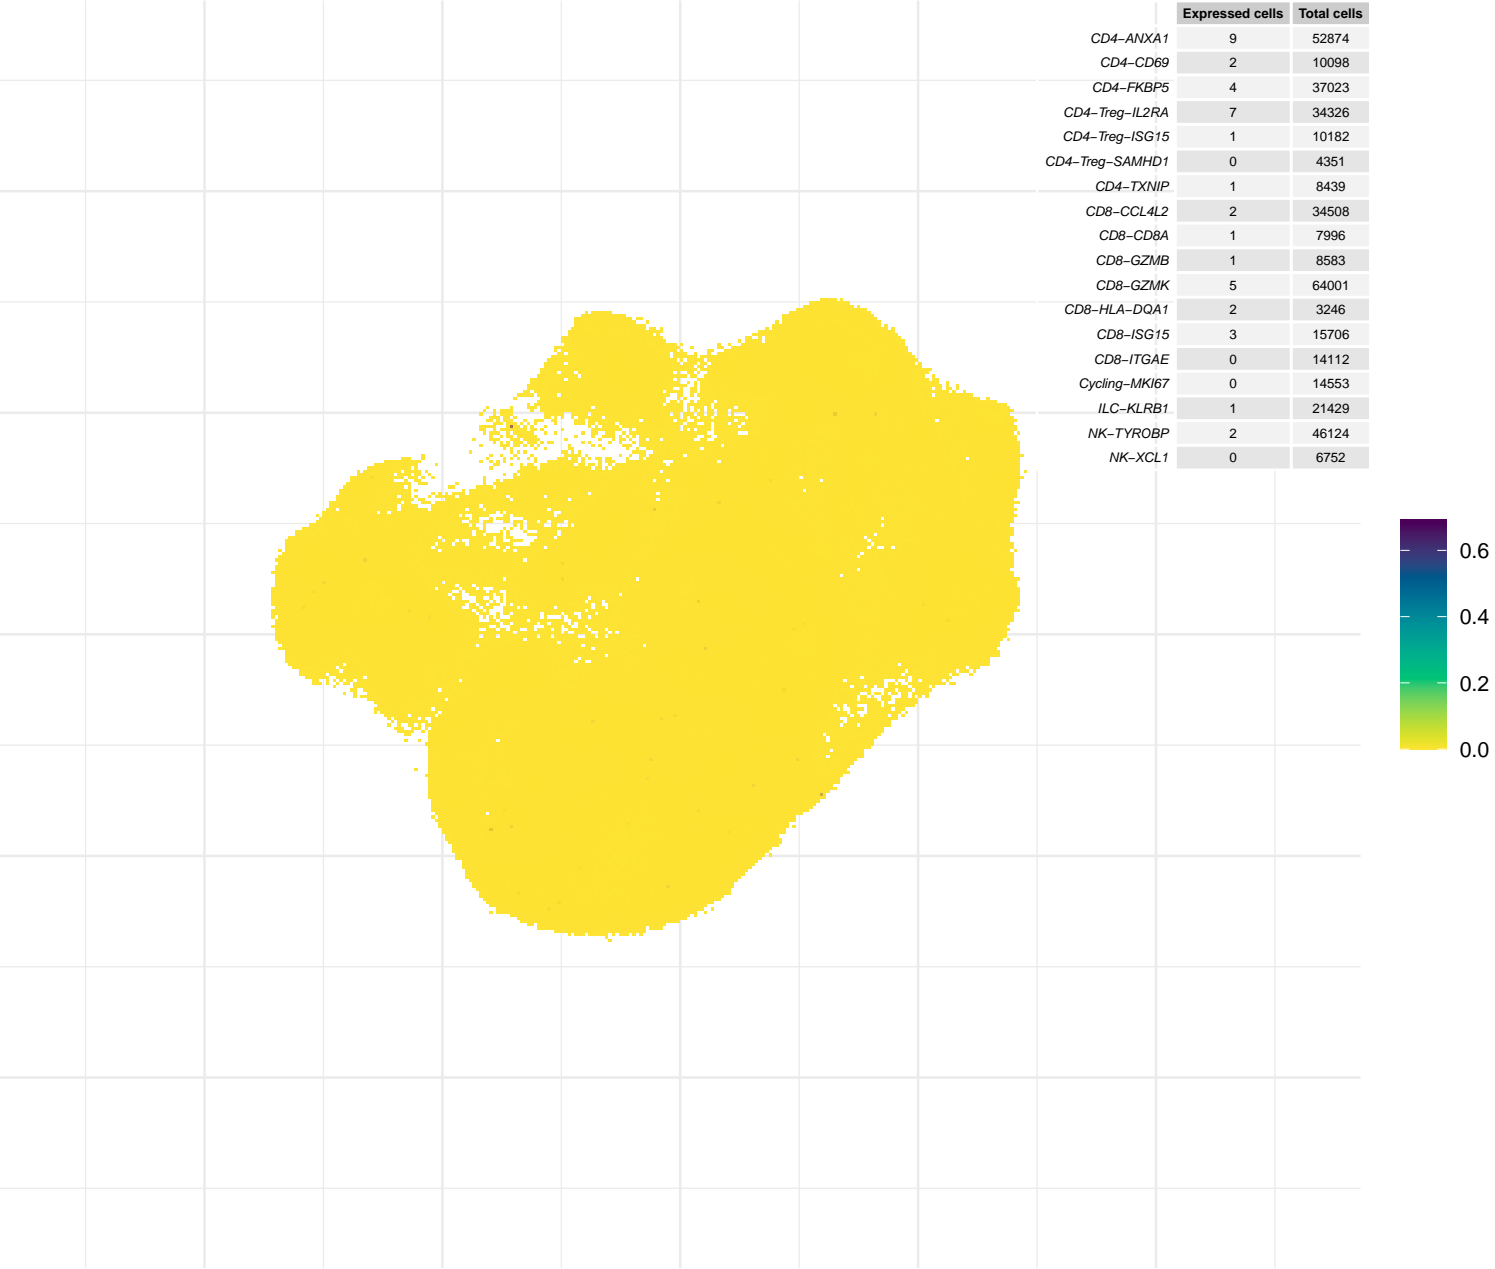 Expressed cells Total cells
CD4−ANXA1 9 52874
CD4−CD69 2 10098
CD4−FKBP5 4 37023
CD4−Treg−IL2RA 7 34326
CD4−Treg−ISG15 1 10182
CD4−Treg−SAMHD1 0 4351
CD4−TXNIP 1 8439
CD8−CCL4L2 2 34508
CD8−CD8A 1 7996
CD8−GZMB 1 8583
CD8−GZMK 5 64001
CD8−HLA−DQA1 2 3246
CD8−ISG15 3 15706
CD8−ITGAE 0 14112
Cycling−MKI67 0 14553
ILC−KLRB1 1 21429
NK−TYROBP 2 46124
NK−XCL1 0 6752
0.6
0.4
0.2
0.0